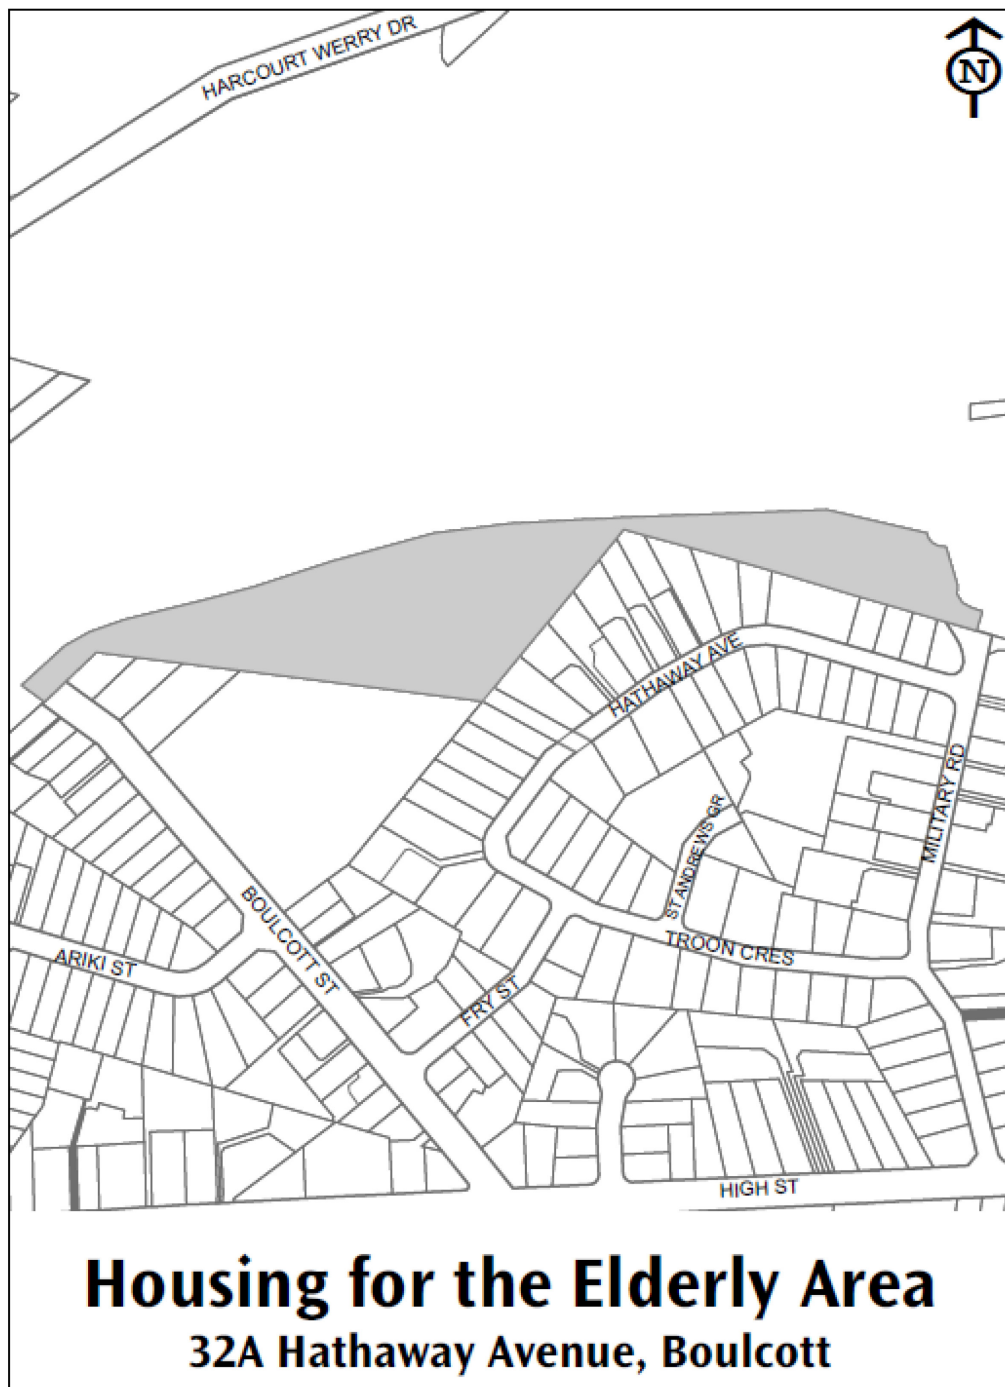 HARCOURT WERRY DR
N
HATHAWAY AVE
MILITARY RD
ST ANDREWS GR
BOULCOTT ST
ARIKI ST
TROON CRES
FRY ST
HIGH ST
Housing for the Elderly Area
32A Hathaway Avenue, Boulcott